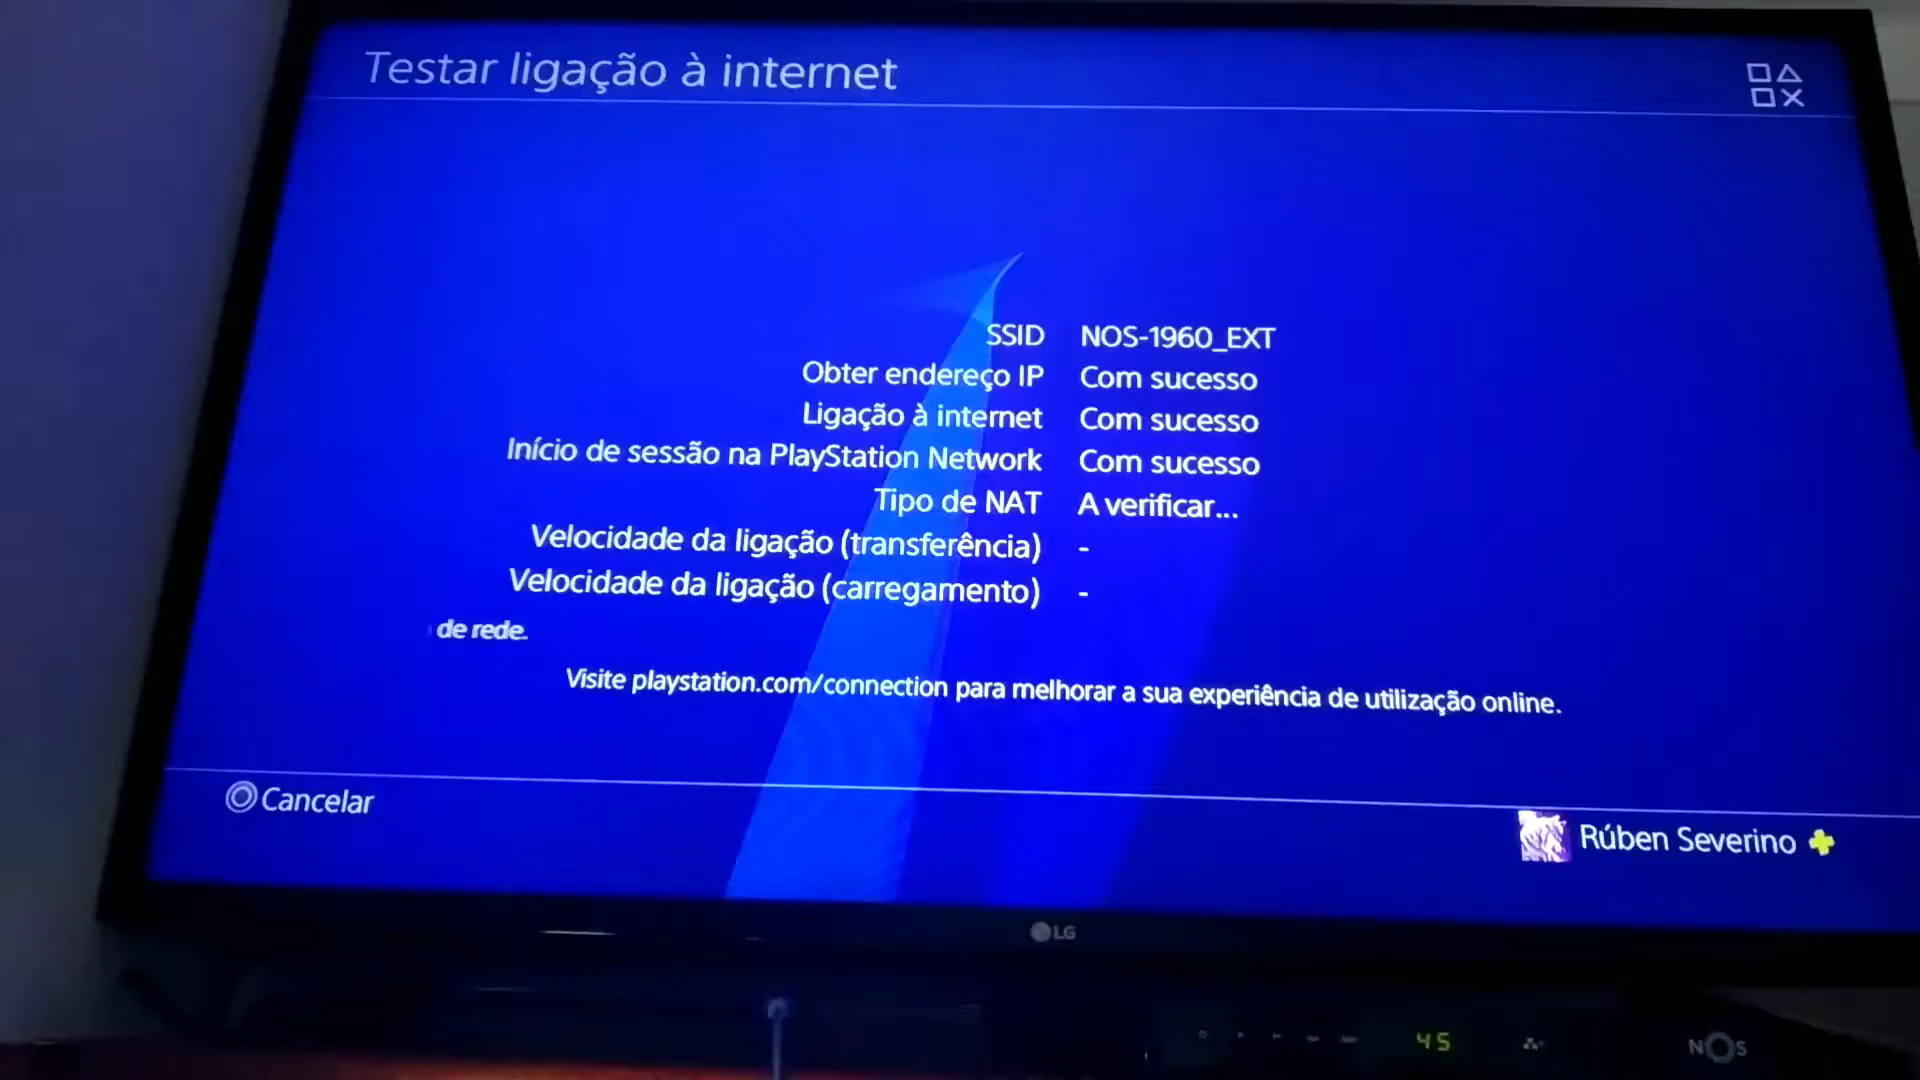 Testar ligação à internet
SSID NOS-1960_EXT
Obter endereço IP Com sucesso
Ligação à internet Com sucesso
Início de sessão na PlayStation Network Com sucesso
Tipo de NAT A verificar...
Velocidade da ligação (transferência) -
Velocidade da ligação (carregamento) -
de rede.
Visite playstation.com/connection para melhorar a sua experiência de utilização online.
Cancelar
Rúben Severino
LG
45
NOS